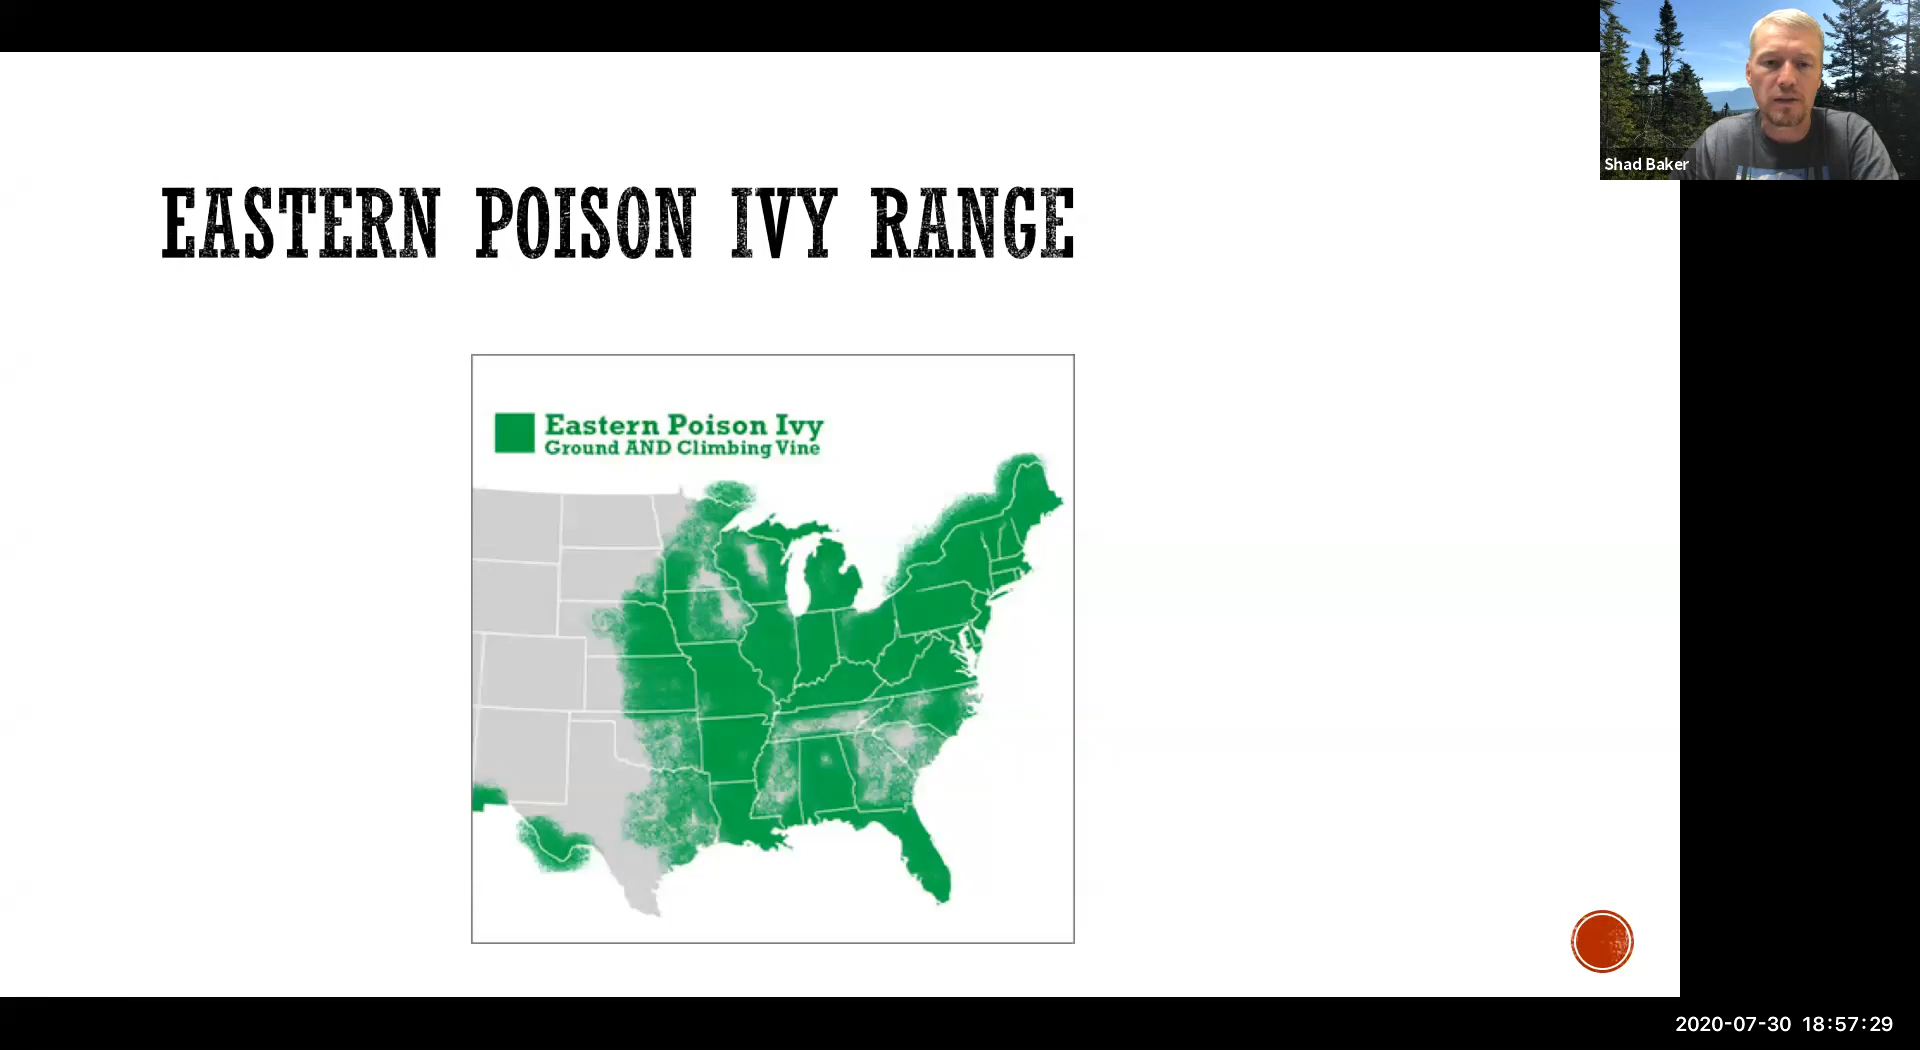 Shad Baker
EASTERN POISON IVY RANGE
Eastern Poison Ivy
Ground AND Climbing Vine
2020-07-30 18:57:29